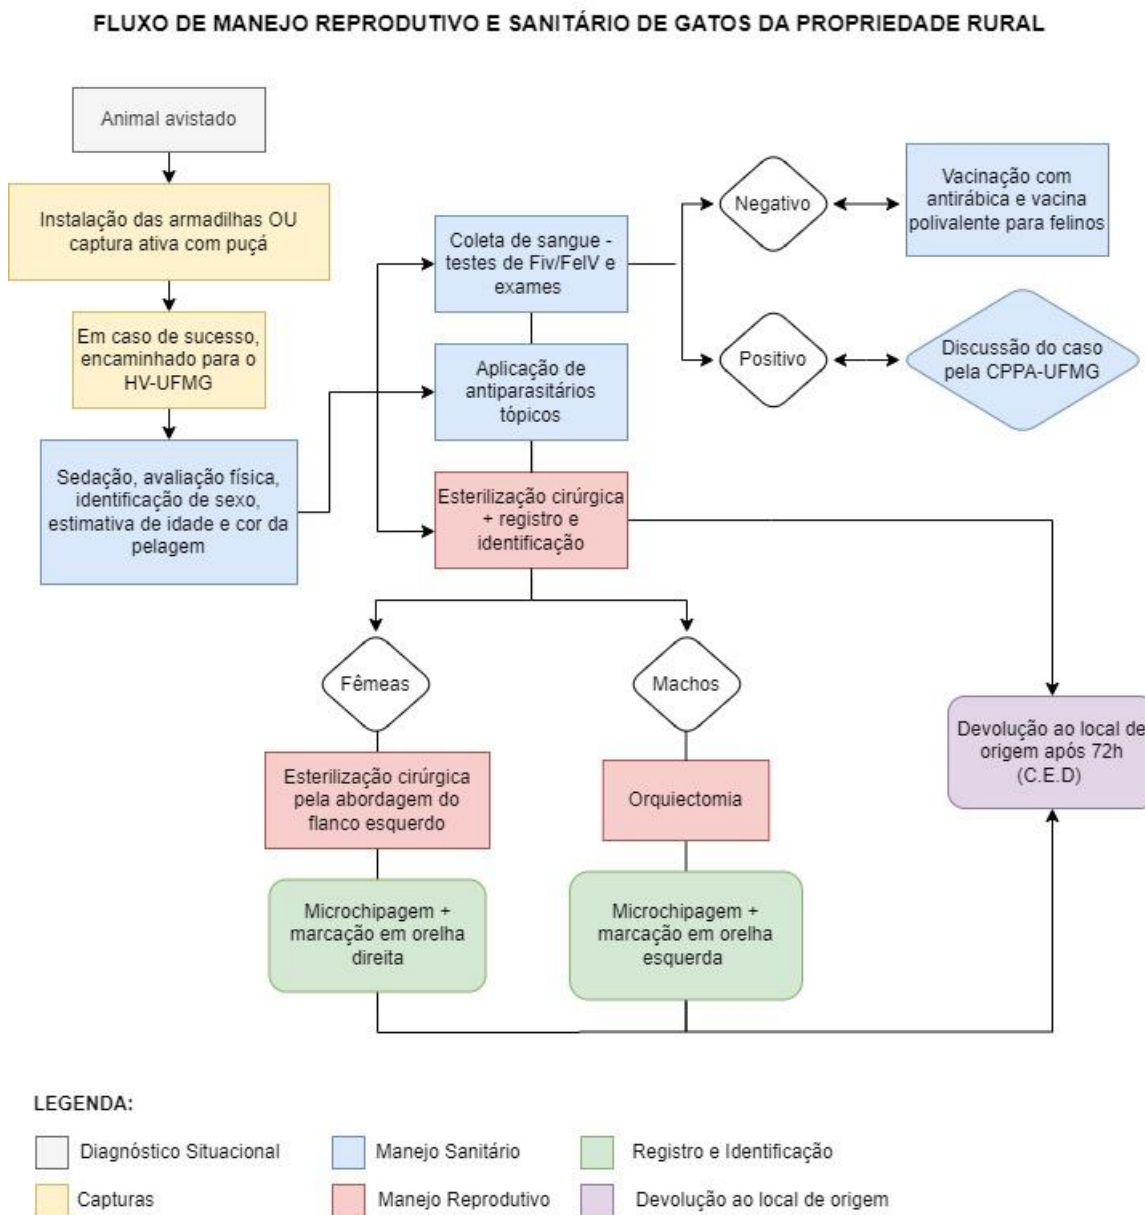 FLUXO DE MANEJO REPRODUTIVO E SANITÁRIO DE GATOS DA PROPRIEDADE RURAL
Animal avistado
Instalação das armadilhas OU
captura ativa com puçá
Em caso de sucesso,
encaminhado para o
HV-UFMG
Sedação, avaliação física,
identificação de sexo,
estimativa de idade e cor da
pelagem
Coleta de sangue -
testes de Fiv/FelV e
exames
Aplicação de
antiparasitários
tópicos
Esterilização cirúrgica
+ registro e
identificação
Negativo
Vacinação com
antirábica e vacina
polivalente para felinos
Positivo
Discussão do caso
pela CPPA-UFMG
Fêmeas
Esterilização cirúrgica
pela abordagem do
flanco esquerdo
Microchipagem +
marcação em orelha
direita
Machos
Orquiectomia
Microchipagem +
marcação em orelha
esquerda
Devolução ao local de
origem após 72h
(C.E.D)
LEGENDA:
Diagnóstico Situacional
Manejo Sanitário
Registro e Identificação
Capturas
Manejo Reprodutivo
Devolução ao local de origem